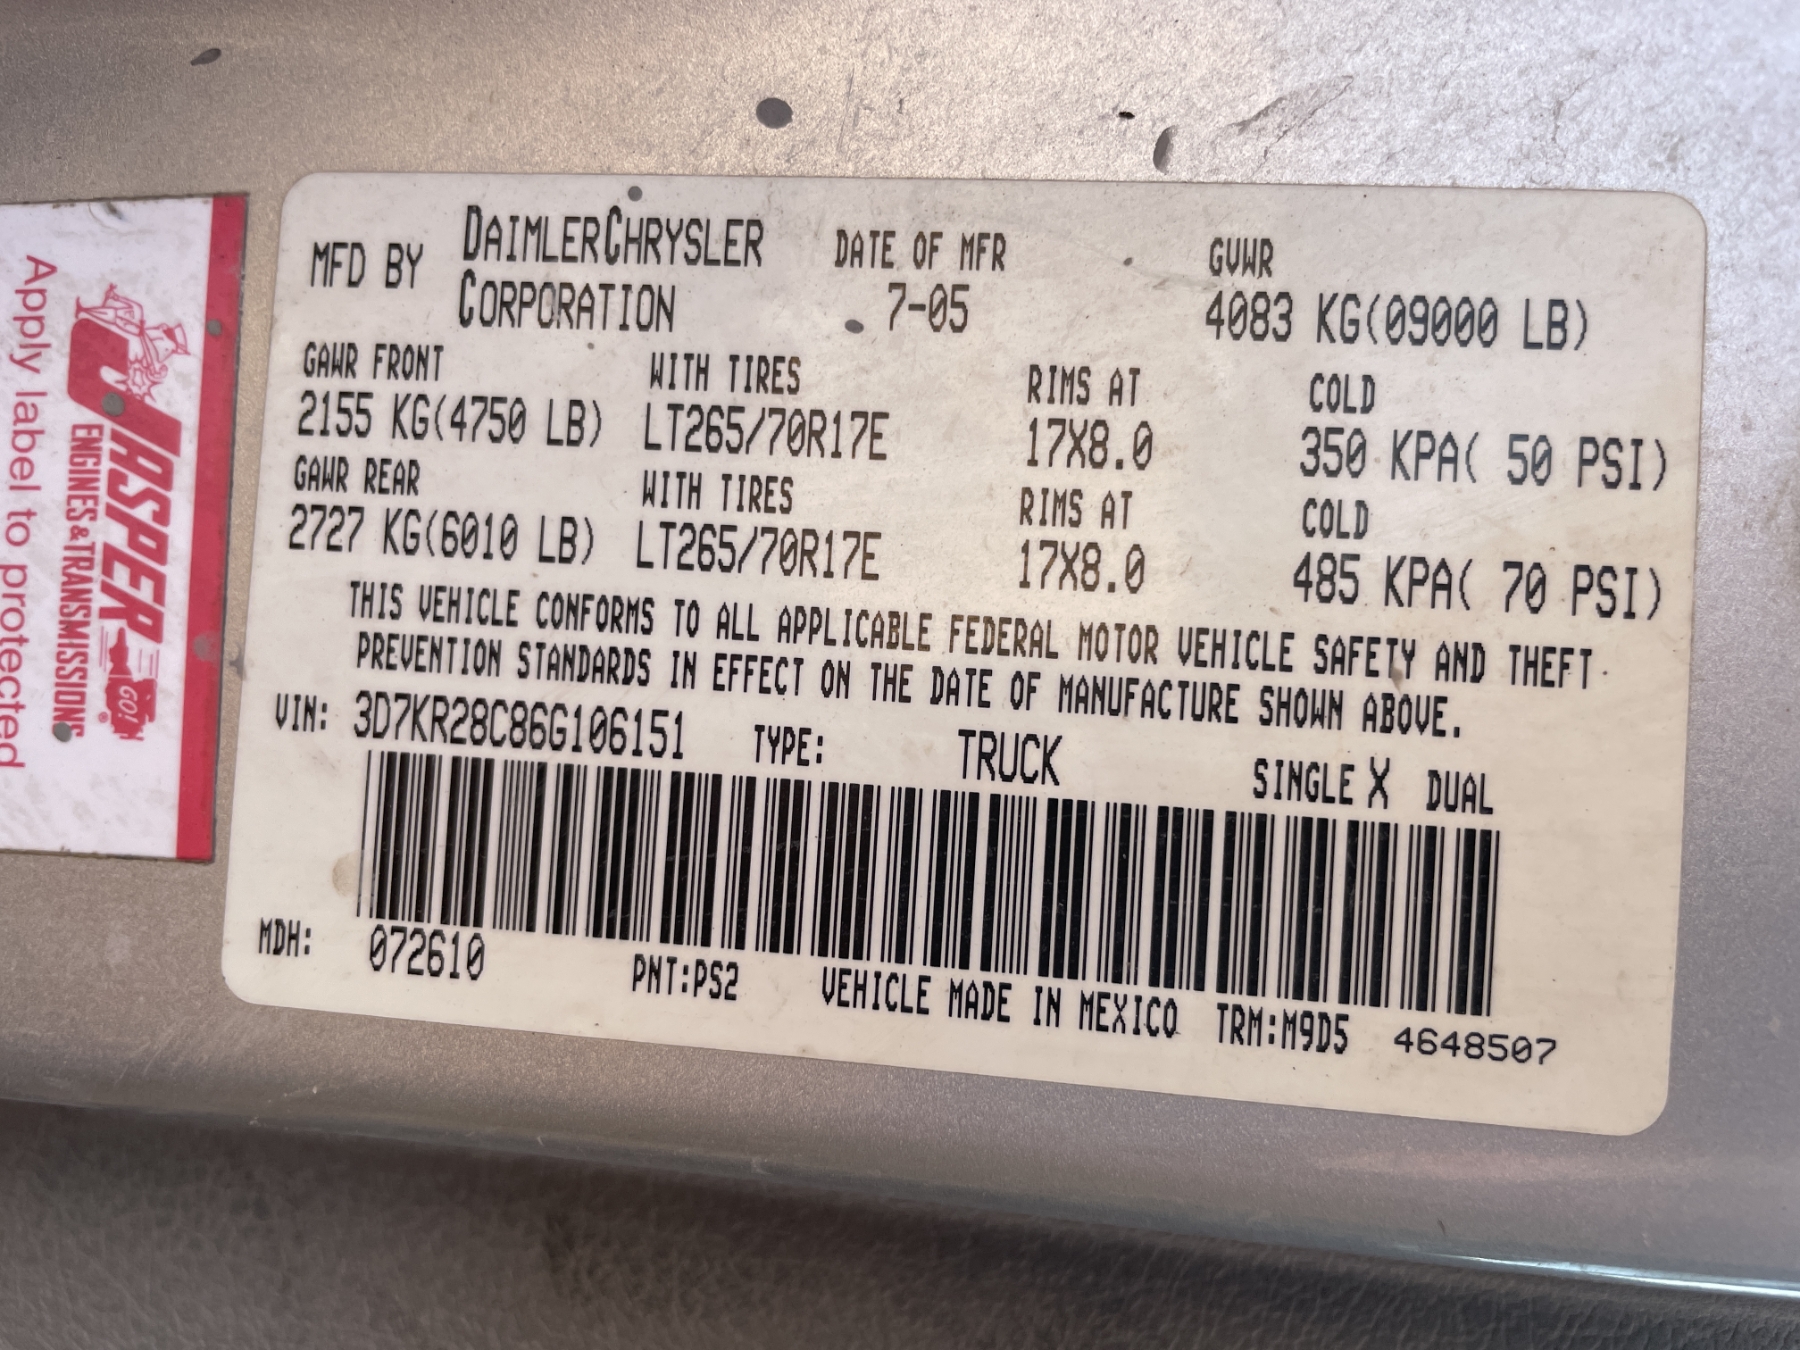 MFD BY DAIMLERCHRYSLER CORPORATION
DATE OF MFR 7-05
GVWR 4083 KG(09000 LB)
GAWR FRONT WITH TIRES RIMS AT COLD
2155 KG(4750 LB) LT265/70R17E 17X8.0 350 KPA( 50 PSI)
GAWR REAR WITH TIRES RIMS AT COLD
2727 KG(6010 LB) LT265/70R17E 17X8.0 485 KPA( 70 PSI)
THIS VEHICLE CONFORMS TO ALL APPLICABLE FEDERAL MOTOR VEHICLE SAFETY AND THEFT
PREVENTION STANDARDS IN EFFECT ON THE DATE OF MANUFACTURE SHOWN ABOVE.
VIN: 3D7KR28C86G106151 TYPE: TRUCK SINGLE X DUAL
MDH: 072610 PNT:PS2 VEHICLE MADE IN MEXICO TRM:M9D5 4648507
JASPER
ENGINES & TRANSMISSIONS®
GO!
Apply label to protected